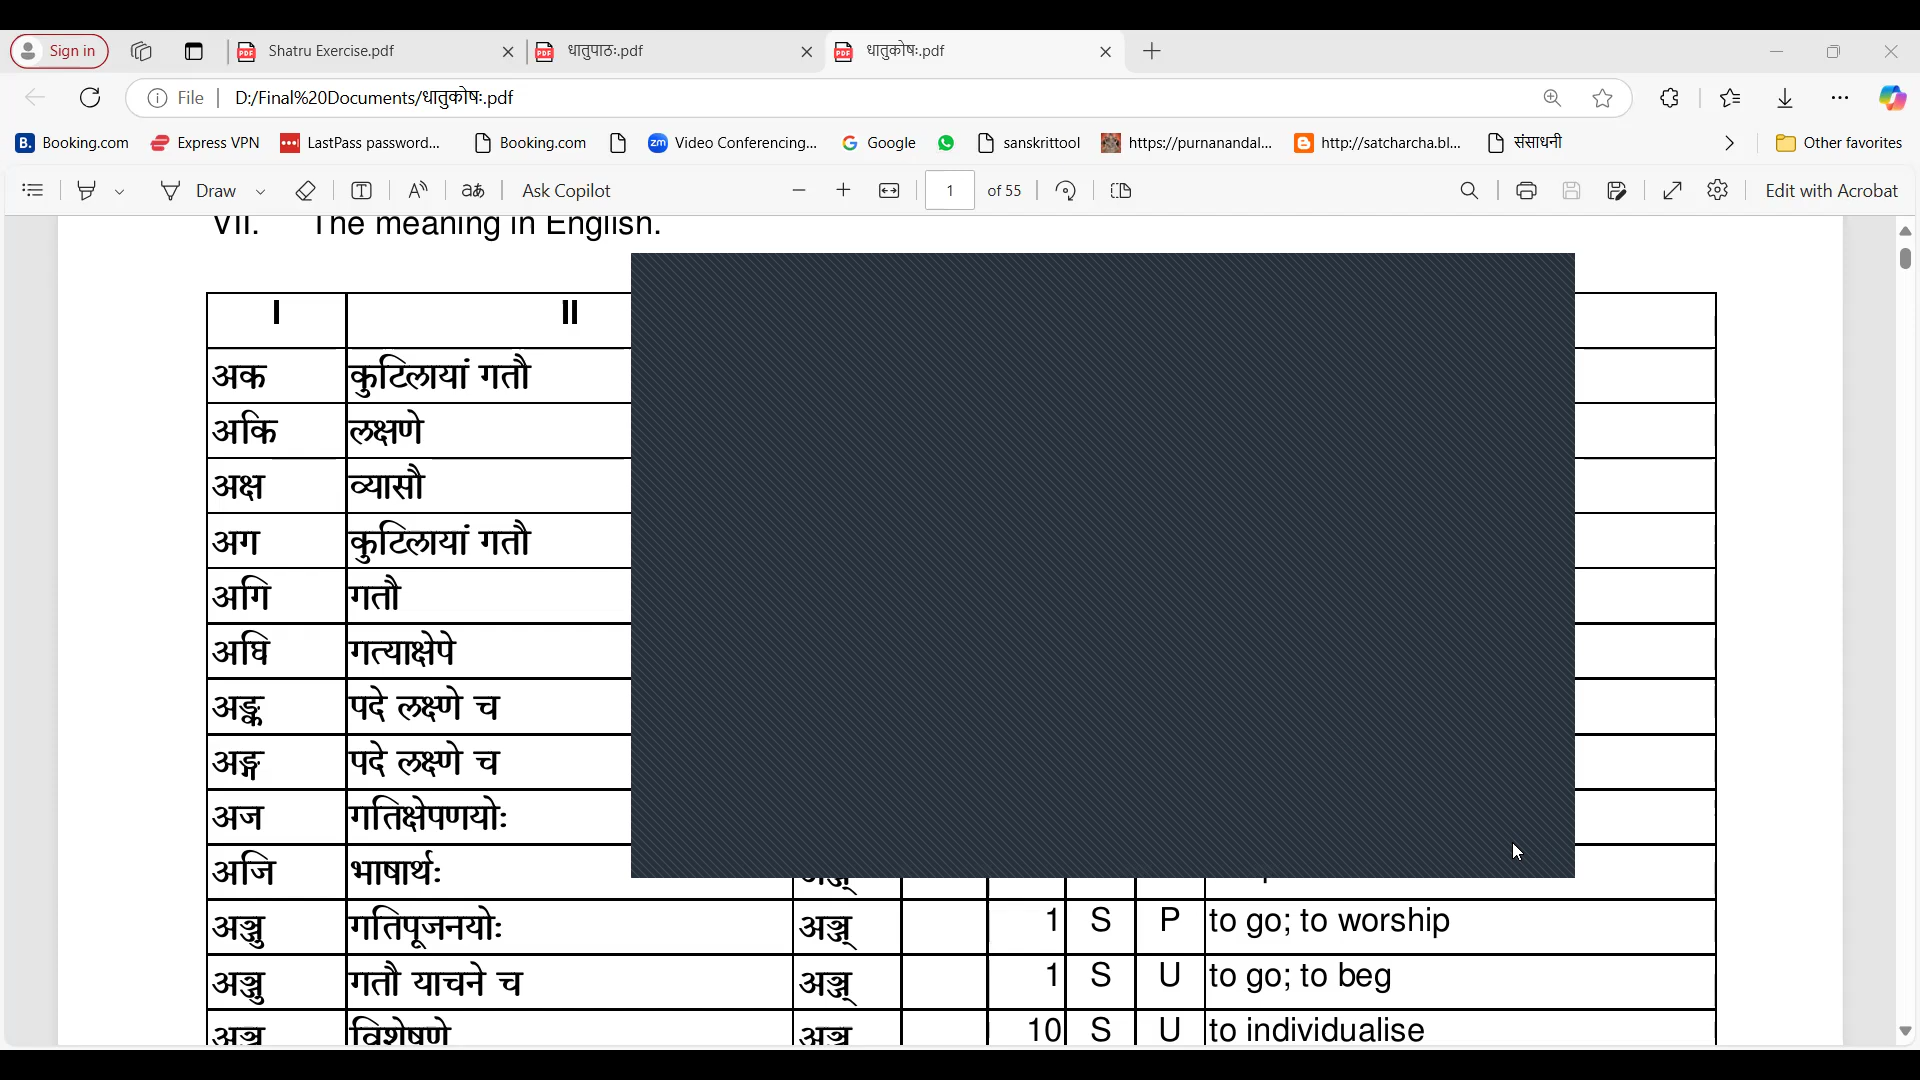 Sign in
Shatru Exercise.pdf
धातुपाठः.pdf
धातुकोषः.pdf
File
D:/Final%20Documents/धातुकोषः.pdf
Booking.com
Express VPN
LastPass password...
Booking.com
Video Conferencing...
Google
sanskrittool
https://purnanandal...
http://satcharcha.bl...
संसाधनी
Other favorites
Draw
Ask Copilot
1
of 55
Edit with Acrobat
VII. The meaning in English.
I II
अक कुटिलायां गतौ
अकि लक्षणे
अक्ष व्यासौ
अग कुटिलायां गतौ
अगि गतौ
अघि गत्याक्षेपे
अङ्क पदे लक्ष्णे च
अङ्ग पदे लक्ष्णे च
अज गतिक्षेपणयोः
अजि भाषार्थः
अञ्चु गतिपूजनयोः अञ्च् 1 S P to go; to worship
अञ्चु गतौ याचने च अञ्च् 1 S U to go; to beg
अञ्च विशेषणे अञ्च 10 S U to individualise